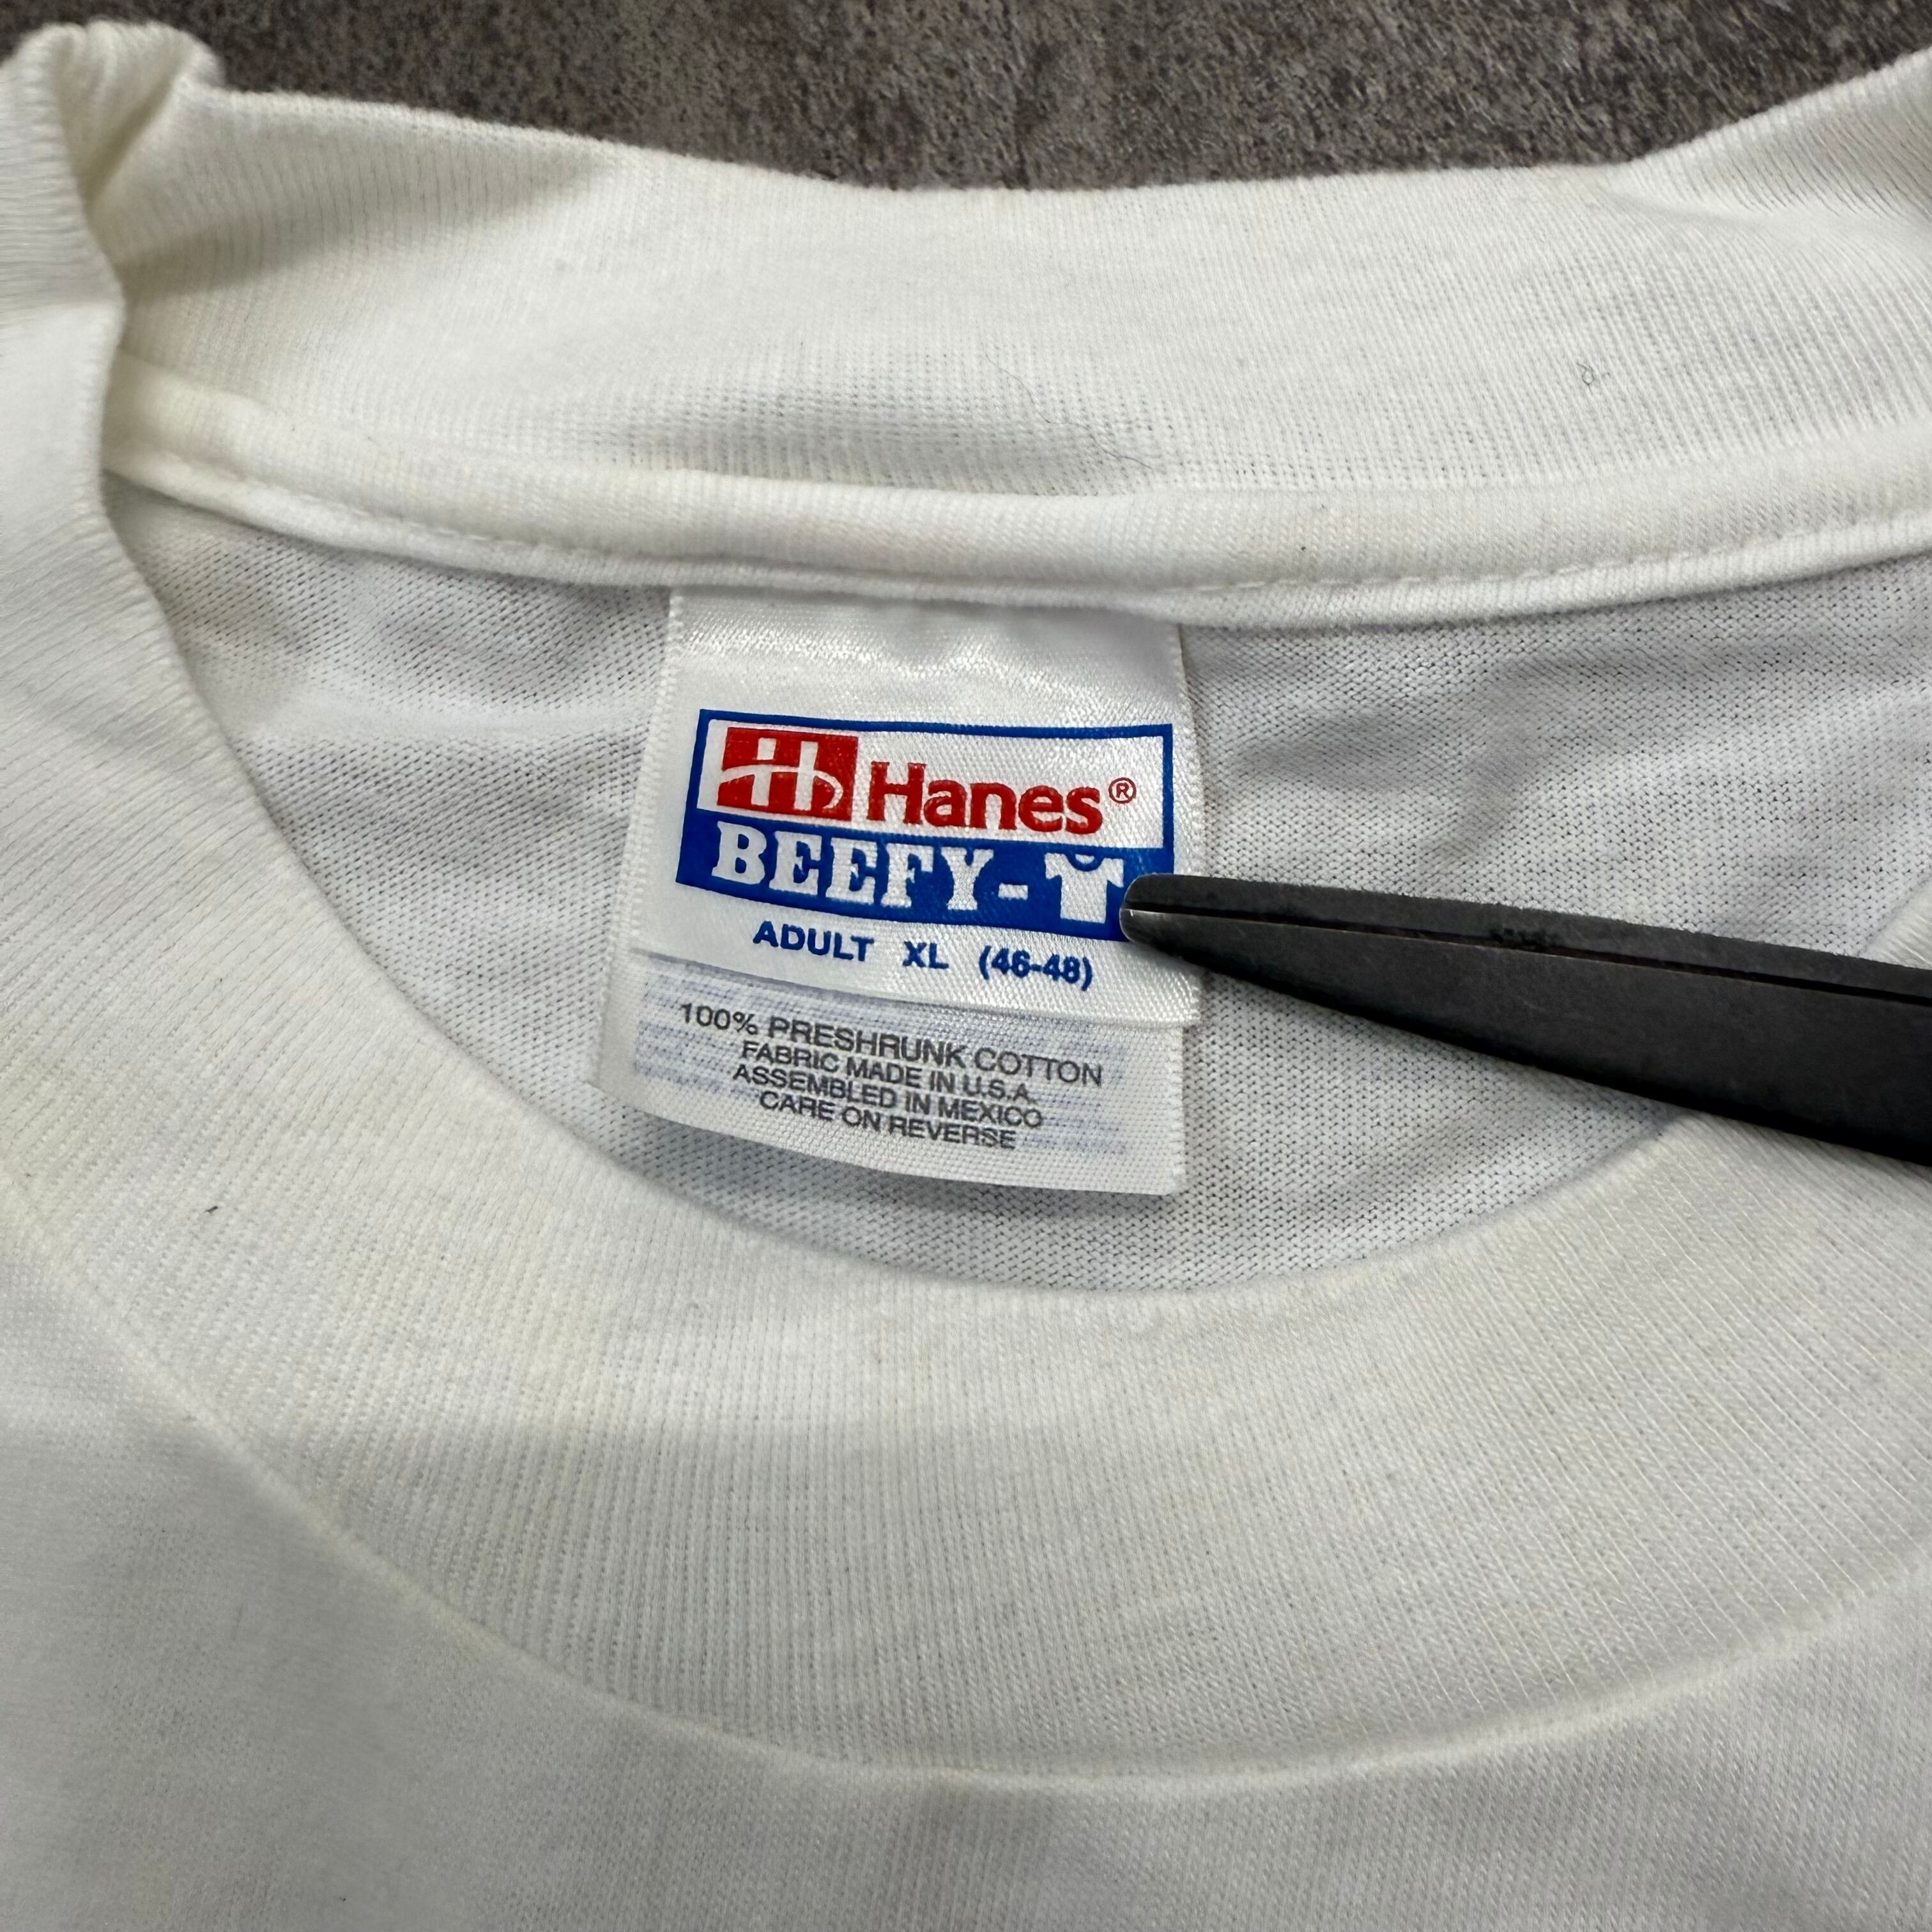 Hanes®
BEEFY-T
ADULT XL (46-48)
100% PRESHRUNK COTTON
FABRIC MADE IN U.S.A.
ASSEMBLED IN MEXICO
CARE ON REVERSE